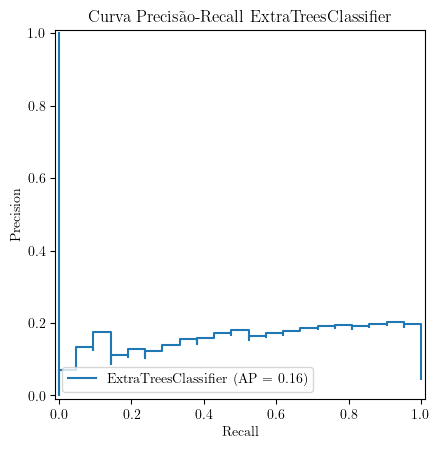 Curva Precisão-Recall ExtraTreesClassifier
1.0
0.8
0.6
0.4
0.2
0.0
Precision
ExtraTreesClassifier (AP = 0.16)
0.0 0.2 0.4 0.6 0.8 1.0
Recall